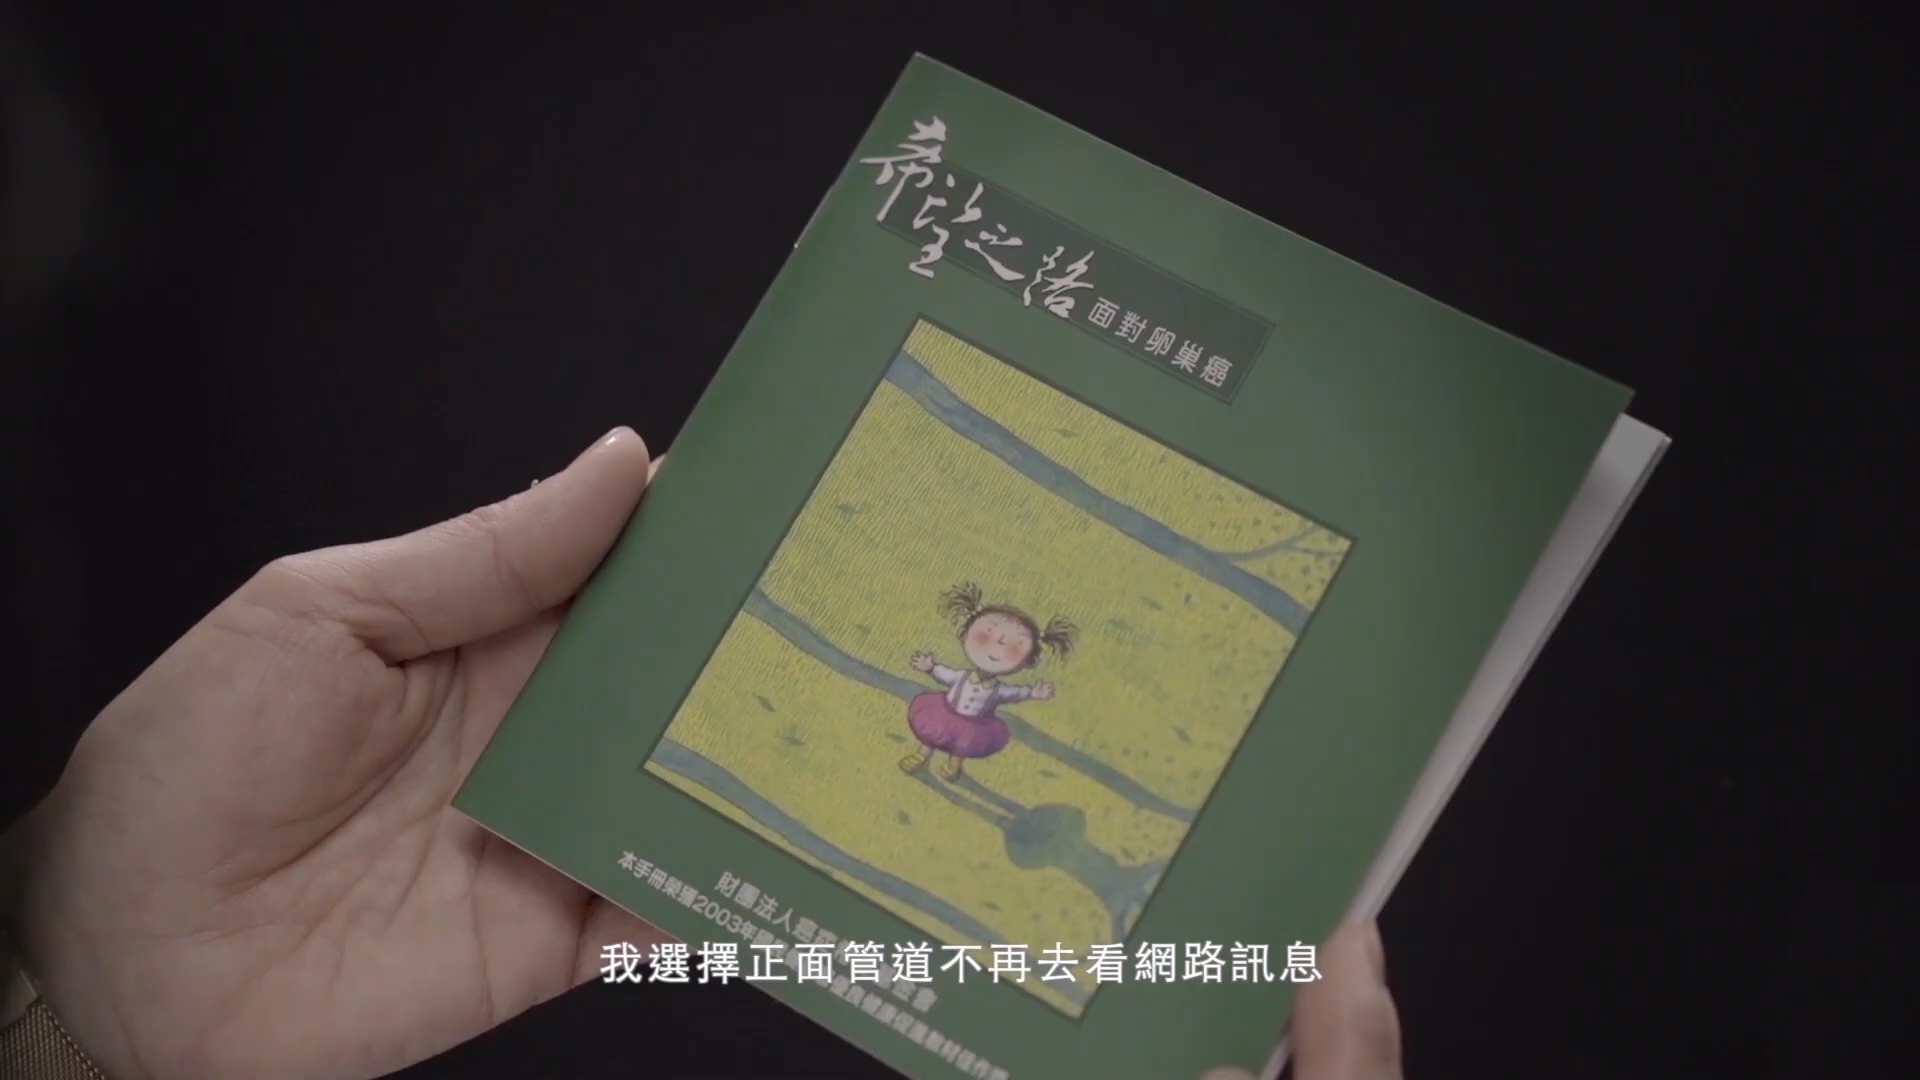 希望之路
面對卵巢癌
財團法人癌
本手冊榮獲2003年
我選擇正面管道不再去看網路訊息